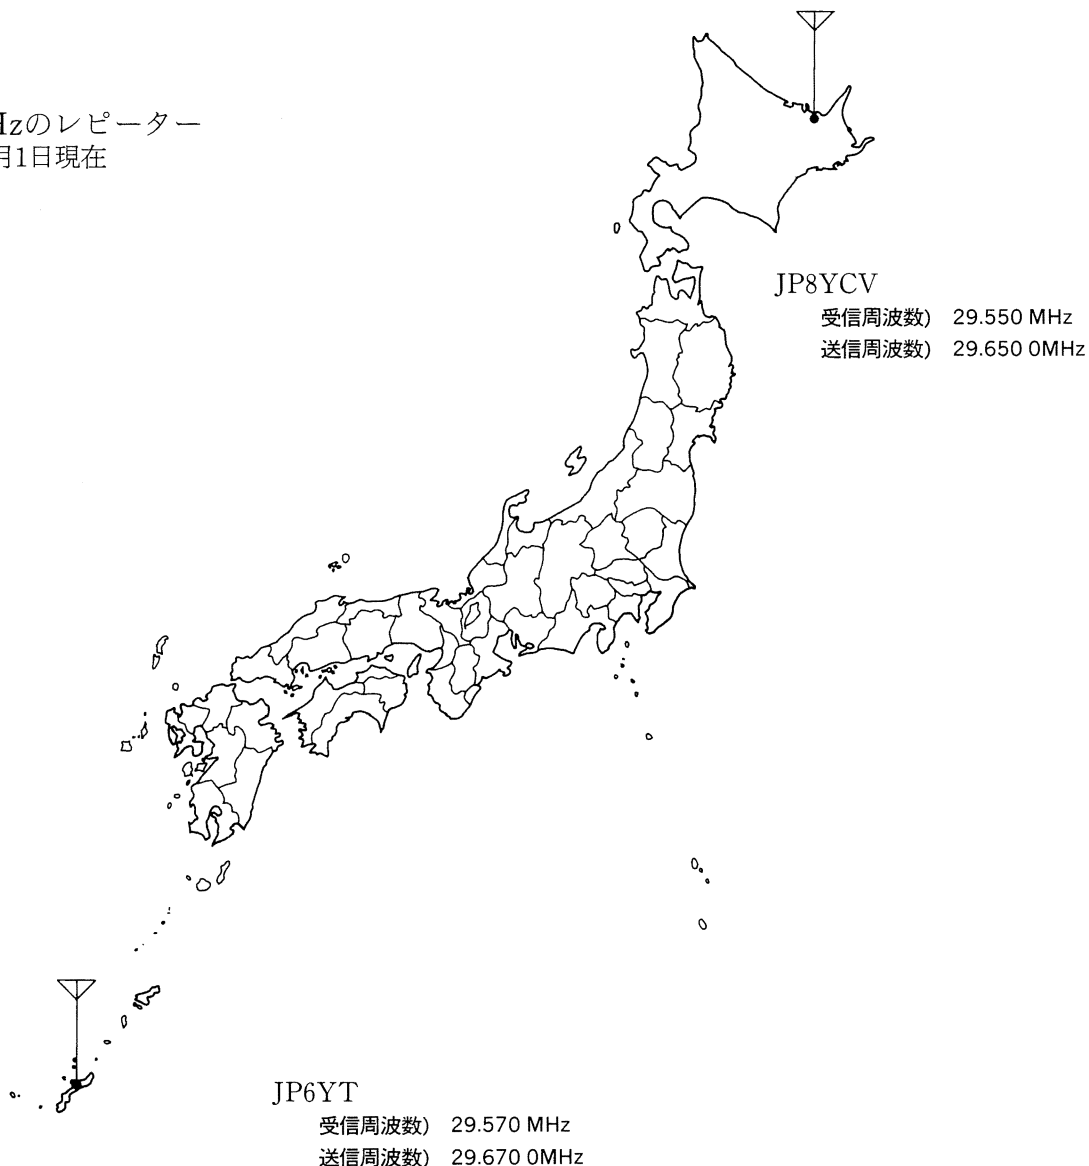 Hzのレピーター
月1日現在
JP8YCV
受信周波数) 29.550 MHz
送信周波数) 29.650 0MHz
JP6YT
受信周波数) 29.570 MHz
送信周波数) 29.670 0MHz